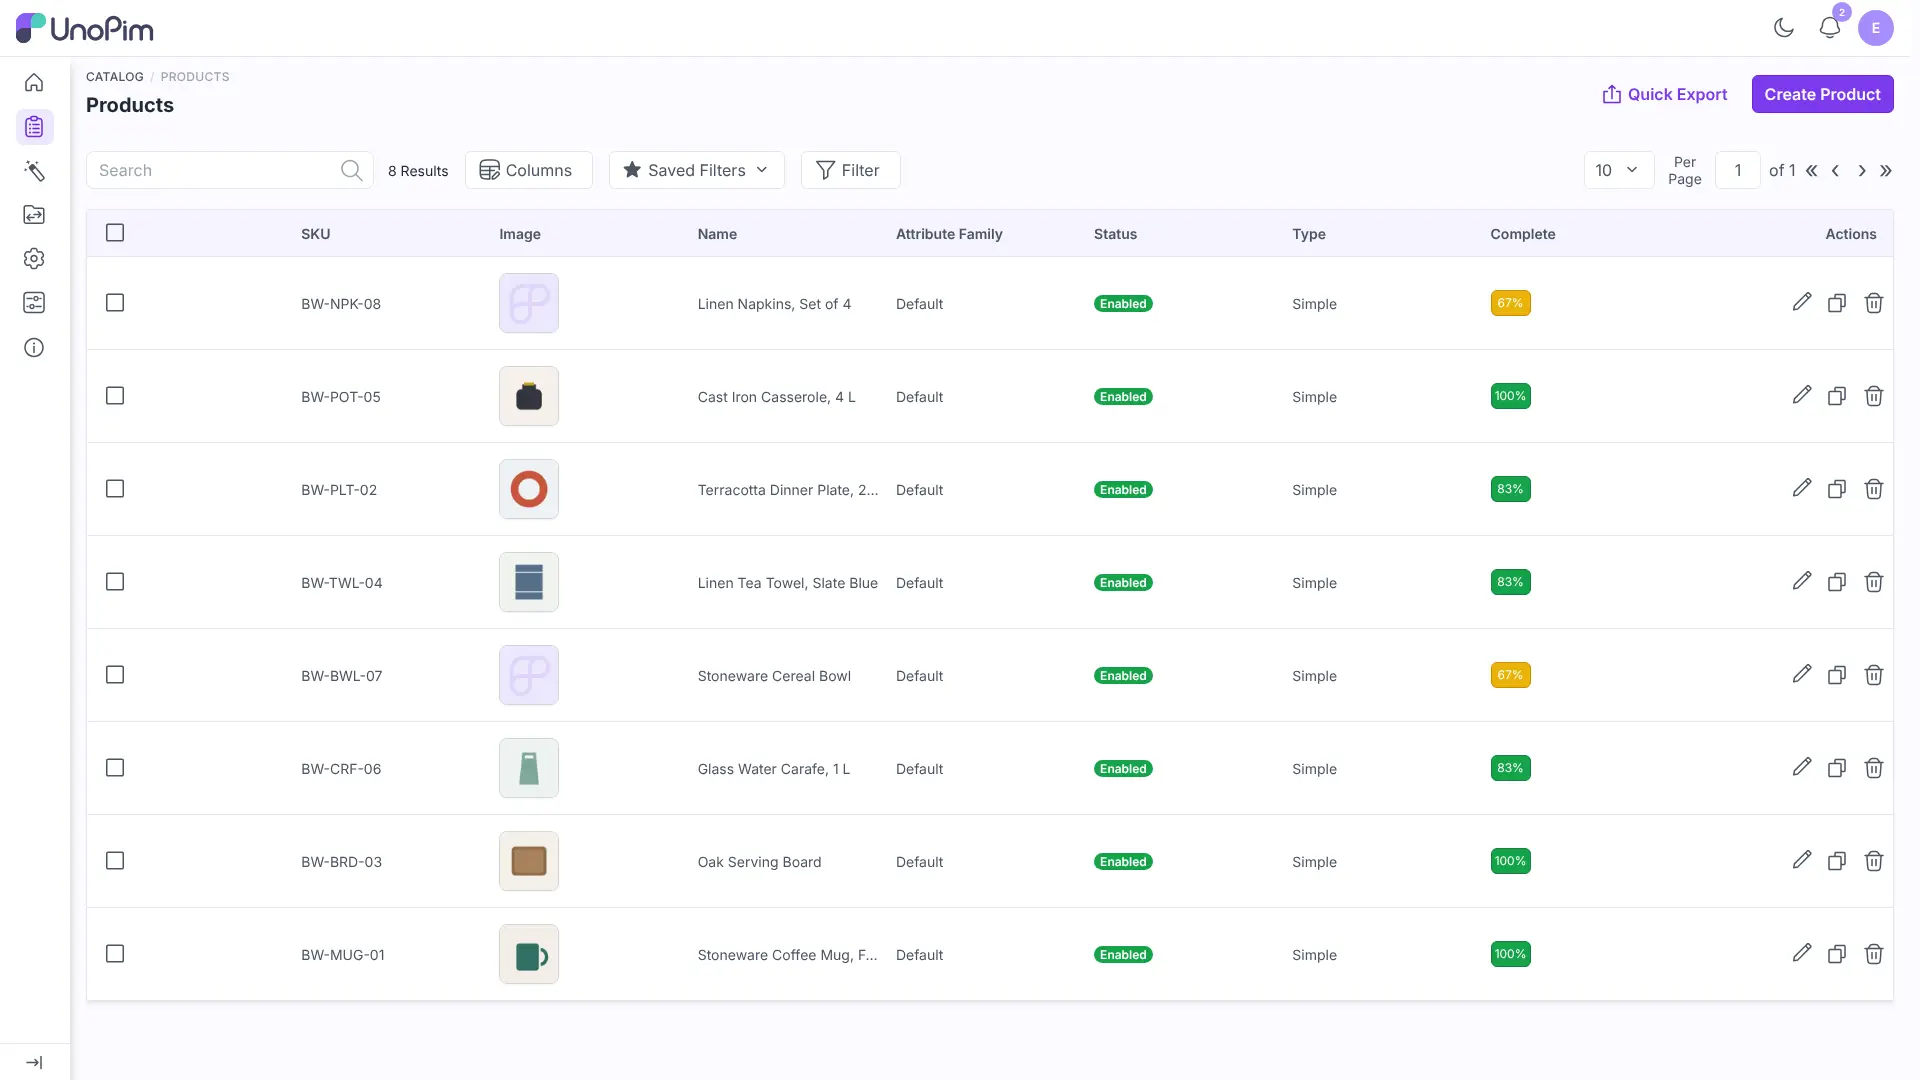 UnoPim
2
E
CATALOG / PRODUCTS
Products
Quick Export
Create Product
Search
8 Results
Columns
Saved Filters
Filter
10
Per Page
1
of 1
SKU Image Name Attribute Family Status Type Complete Actions
BW-NPK-08 Linen Napkins, Set of 4 Default Enabled Simple 67%
BW-POT-05 Cast Iron Casserole, 4 L Default Enabled Simple 100%
BW-PLT-02 Terracotta Dinner Plate, 2... Default Enabled Simple 83%
BW-TWL-04 Linen Tea Towel, Slate Blue Default Enabled Simple 83%
BW-BWL-07 Stoneware Cereal Bowl Default Enabled Simple 67%
BW-CRF-06 Glass Water Carafe, 1 L Default Enabled Simple 83%
BW-BRD-03 Oak Serving Board Default Enabled Simple 100%
BW-MUG-01 Stoneware Coffee Mug, F... Default Enabled Simple 100%